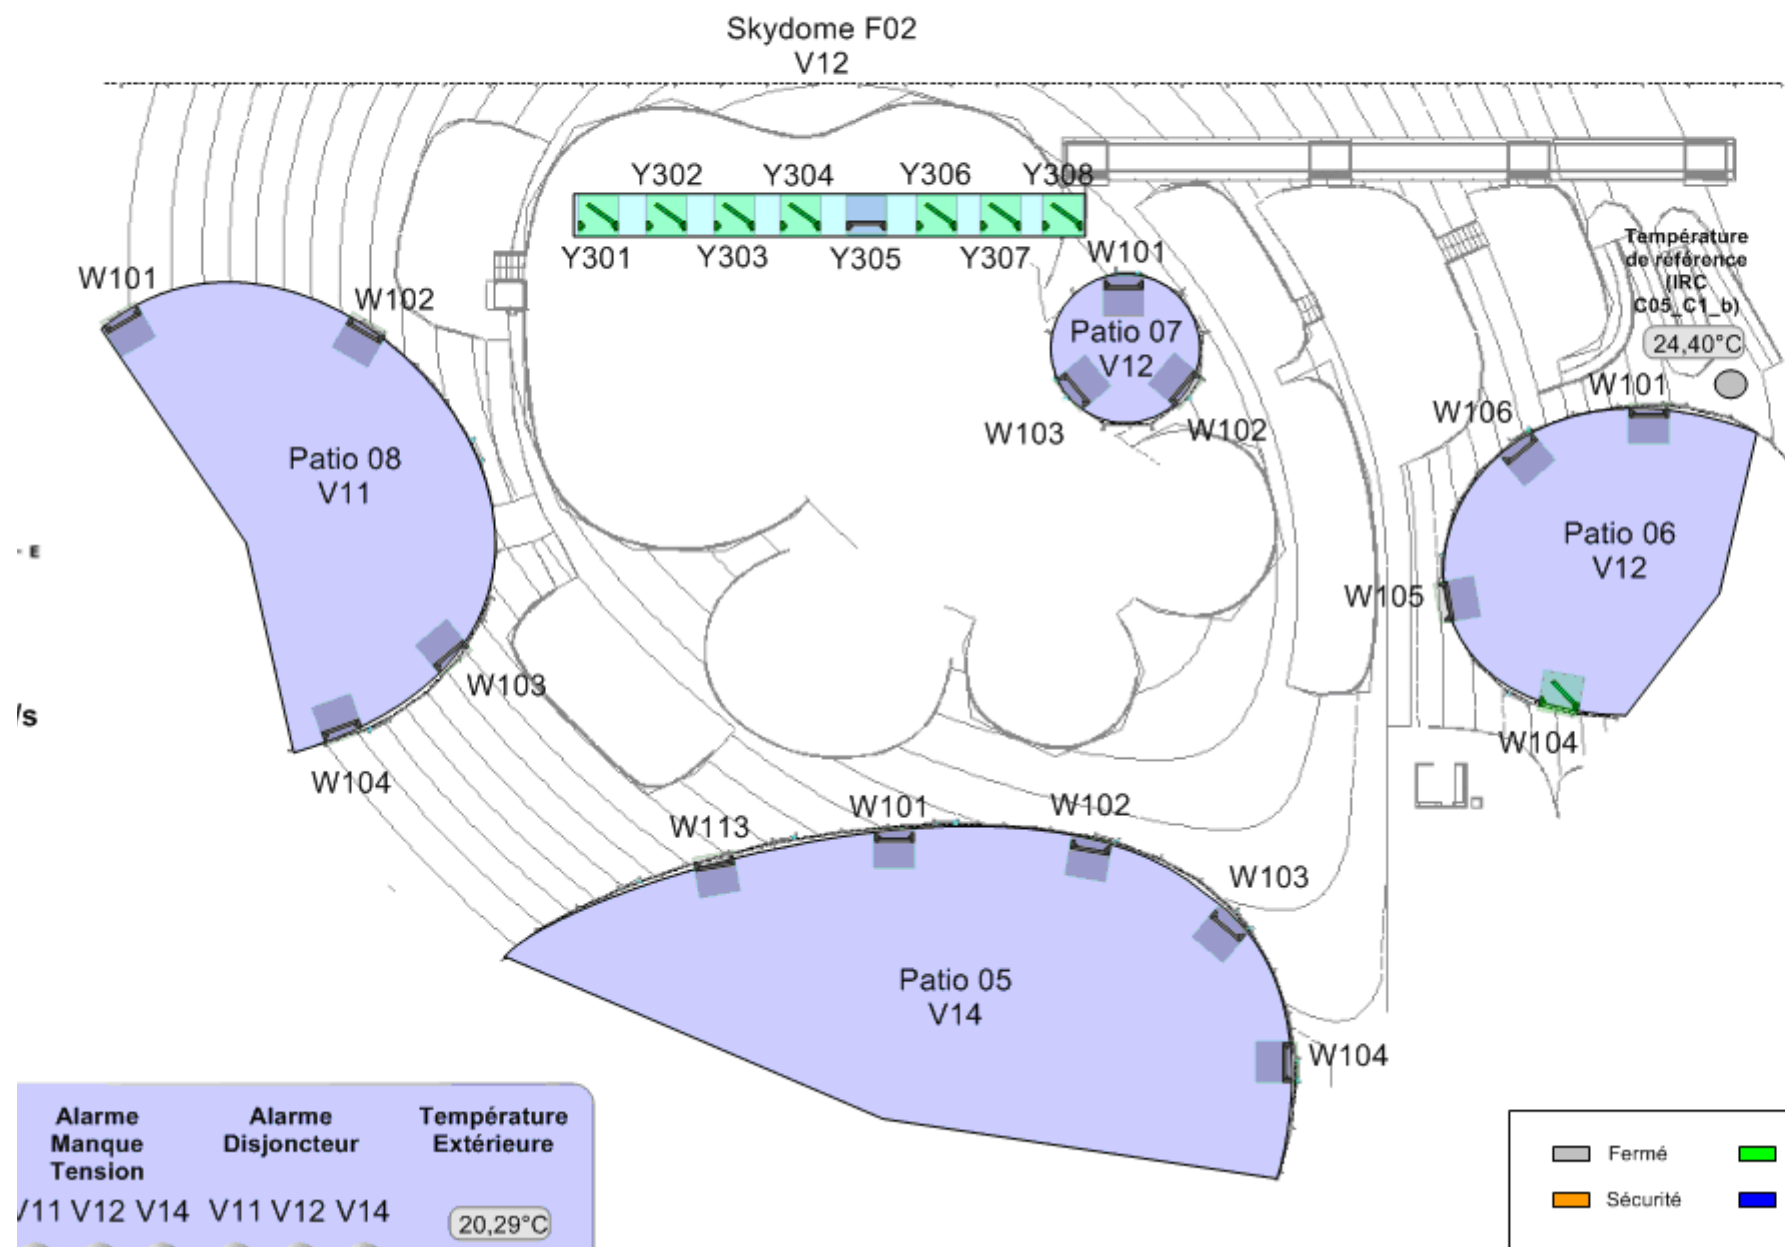 Skydome F02
V12
Y302
Y304
Y306
Y308
Y301
Y303
Y305
Y307
W101
Température
de référence
(IRC
C05_C1_b)
24,40°C
W101
W102
Patio 07
V12
W103
W102
W101
W106
Patio 08
V11
Patio 06
V12
E
W105
W103
/s
W104
W104
W113
W101
W102
W103
Patio 05
V14
W104
Alarme
Manque
Tension
Alarme
Disjoncteur
Température
Extérieure
V11 V12 V14 V11 V12 V14
20,29°C
Fermé
Sécurité